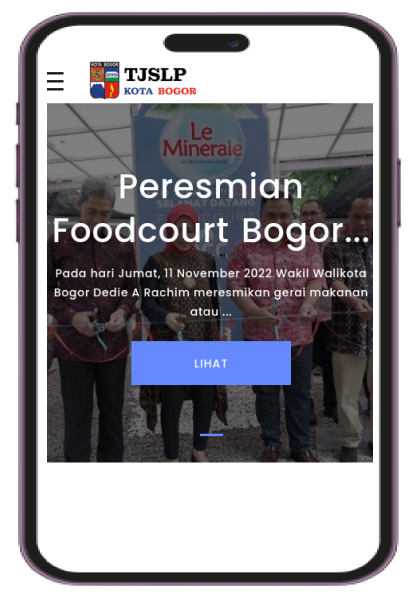 KOTA BOGOR
TJSLP
KOTA BOGOR
Le
Minerale
SELAMAT DATANG
Peresmian
Foodcourt Bogor...
Pada hari Jumat, 11 November 2022 Wakil Walikota
Bogor Dedie A Rachim meresmikan gerai makanan
atau ...
LIHAT